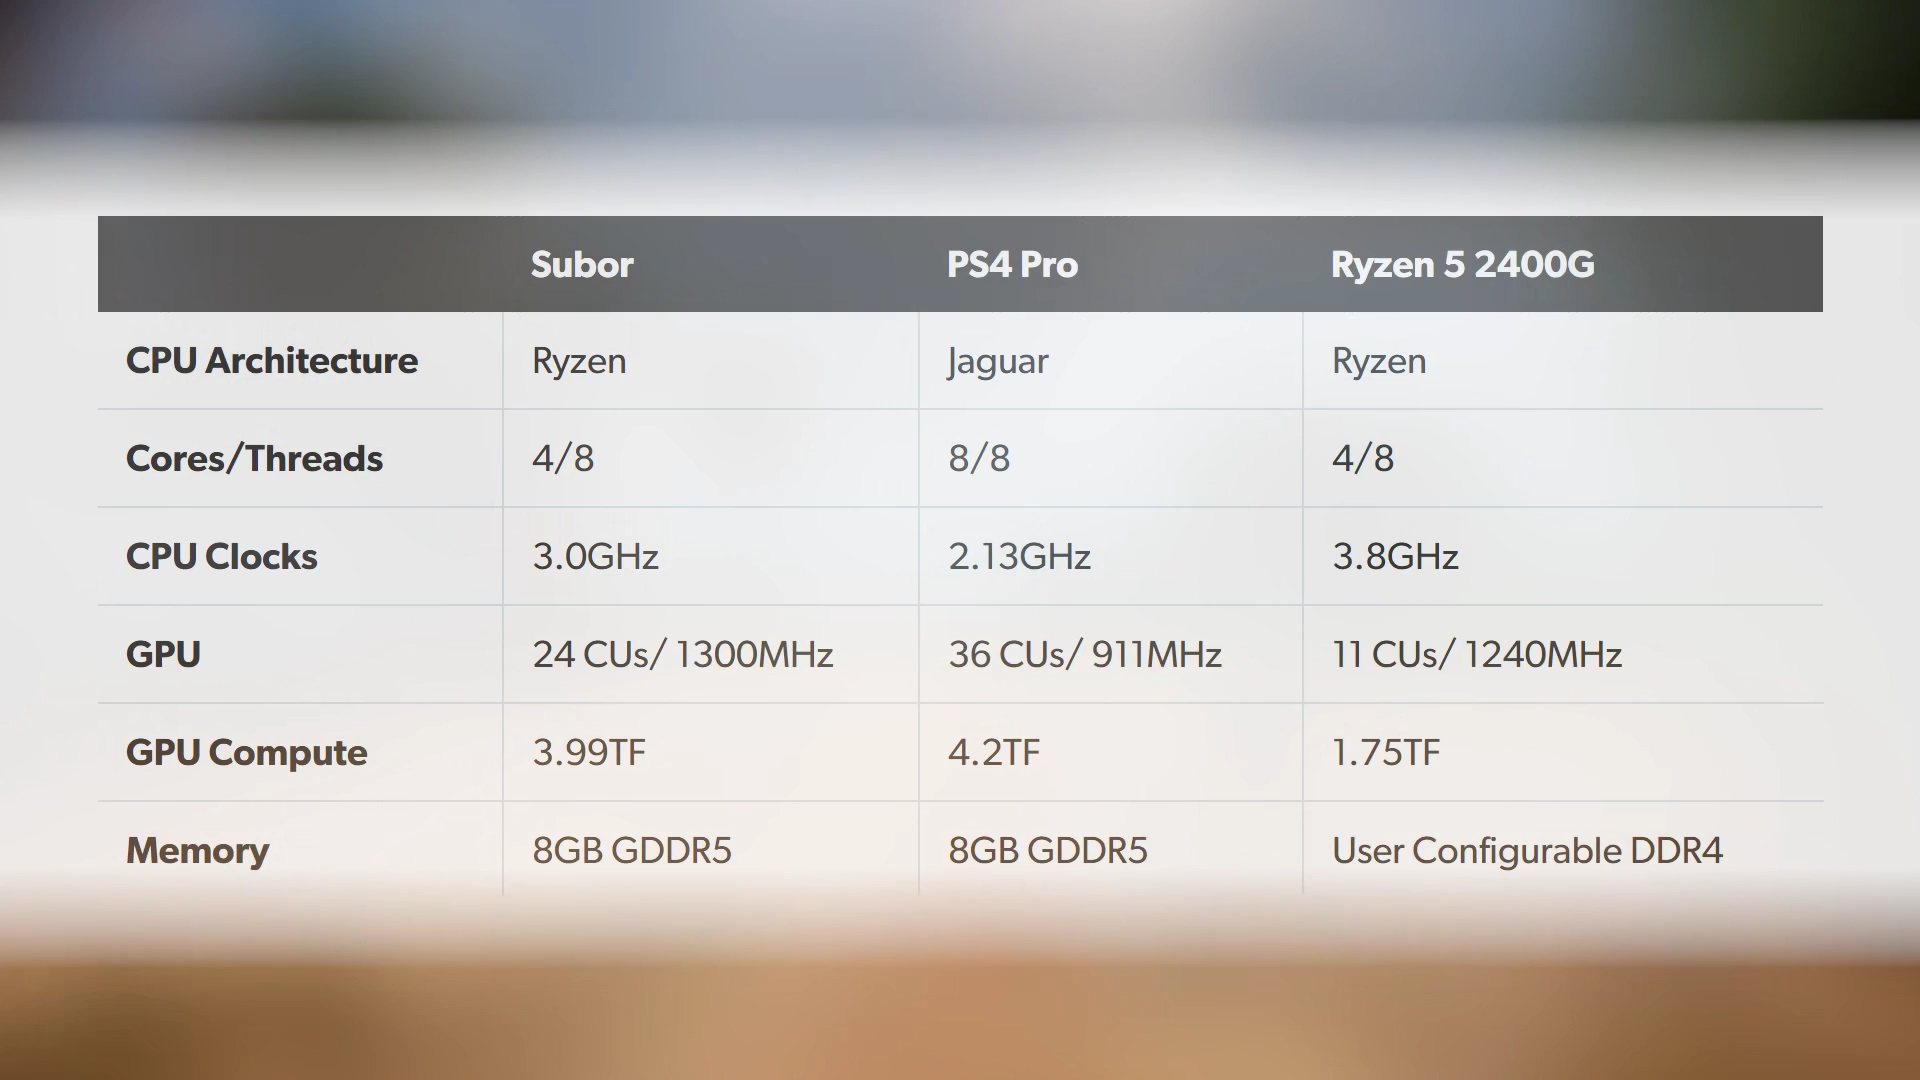 Subor PS4 Pro Ryzen 5 2400G
CPU Architecture Ryzen Jaguar Ryzen
Cores/Threads 4/8 8/8 4/8
CPU Clocks 3.0GHz 2.13GHz 3.8GHz
GPU 24 CUs/ 1300MHz 36 CUs/ 911MHz 11 CUs/ 1240MHz
GPU Compute 3.99TF 4.2TF 1.75TF
Memory 8GB GDDR5 8GB GDDR5 User Configurable DDR4